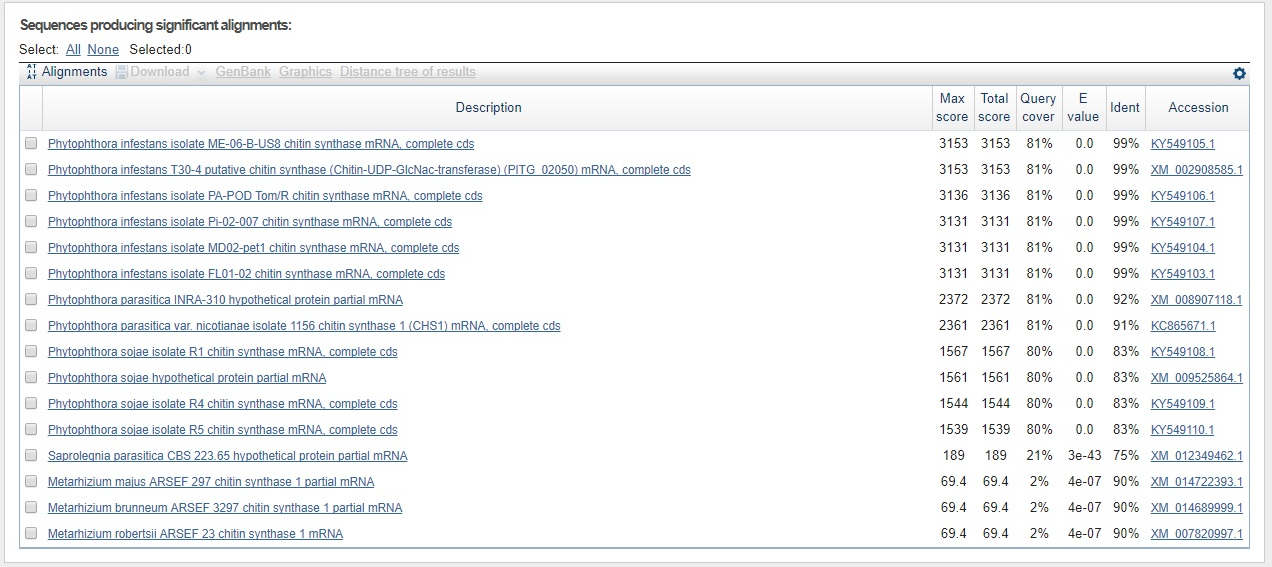 Sequences producing significant alignments:
Select: All None Selected:0
Alignments Download GenBank Graphics Distance tree of results
Description Max score Total score Query cover E value Ident Accession
Phytophthora infestans isolate ME-06-B-US8 chitin synthase mRNA, complete cds 3153 3153 81% 0.0 99% KY549105.1
Phytophthora infestans T30-4 putative chitin synthase (Chitin-UDP-GlcNac-transferase) (PITG_02050) mRNA, complete cds 3153 3153 81% 0.0 99% XM_002908585.1
Phytophthora infestans isolate PA-POD Tom/R chitin synthase mRNA, complete cds 3136 3136 81% 0.0 99% KY549106.1
Phytophthora infestans isolate Pi-02-007 chitin synthase mRNA, complete cds 3131 3131 81% 0.0 99% KY549107.1
Phytophthora infestans isolate MD02-pet1 chitin synthase mRNA, complete cds 3131 3131 81% 0.0 99% KY549104.1
Phytophthora infestans isolate FL01-02 chitin synthase mRNA, complete cds 3131 3131 81% 0.0 99% KY549103.1
Phytophthora parasitica INRA-310 hypothetical protein partial mRNA 2372 2372 81% 0.0 92% XM_008907118.1
Phytophthora parasitica var. nicotianae isolate 1156 chitin synthase 1 (CHS1) mRNA, complete cds 2361 2361 81% 0.0 91% KC865671.1
Phytophthora sojae isolate R1 chitin synthase mRNA, complete cds 1567 1567 80% 0.0 83% KY549108.1
Phytophthora sojae hypothetical protein partial mRNA 1561 1561 80% 0.0 83% XM_009525864.1
Phytophthora sojae isolate R4 chitin synthase mRNA, complete cds 1544 1544 80% 0.0 83% KY549109.1
Phytophthora sojae isolate R5 chitin synthase mRNA, complete cds 1539 1539 80% 0.0 83% KY549110.1
Saprolegnia parasitica CBS 223.65 hypothetical protein partial mRNA 189 189 21% 3e-43 75% XM_012349462.1
Metarhizium majus ARSEF 297 chitin synthase 1 partial mRNA 69.4 69.4 2% 4e-07 90% XM_014722393.1
Metarhizium brunneum ARSEF 3297 chitin synthase 1 partial mRNA 69.4 69.4 2% 4e-07 90% XM_014689999.1
Metarhizium robertsii ARSEF 23 chitin synthase 1 mRNA 69.4 69.4 2% 4e-07 90% XM_007820997.1